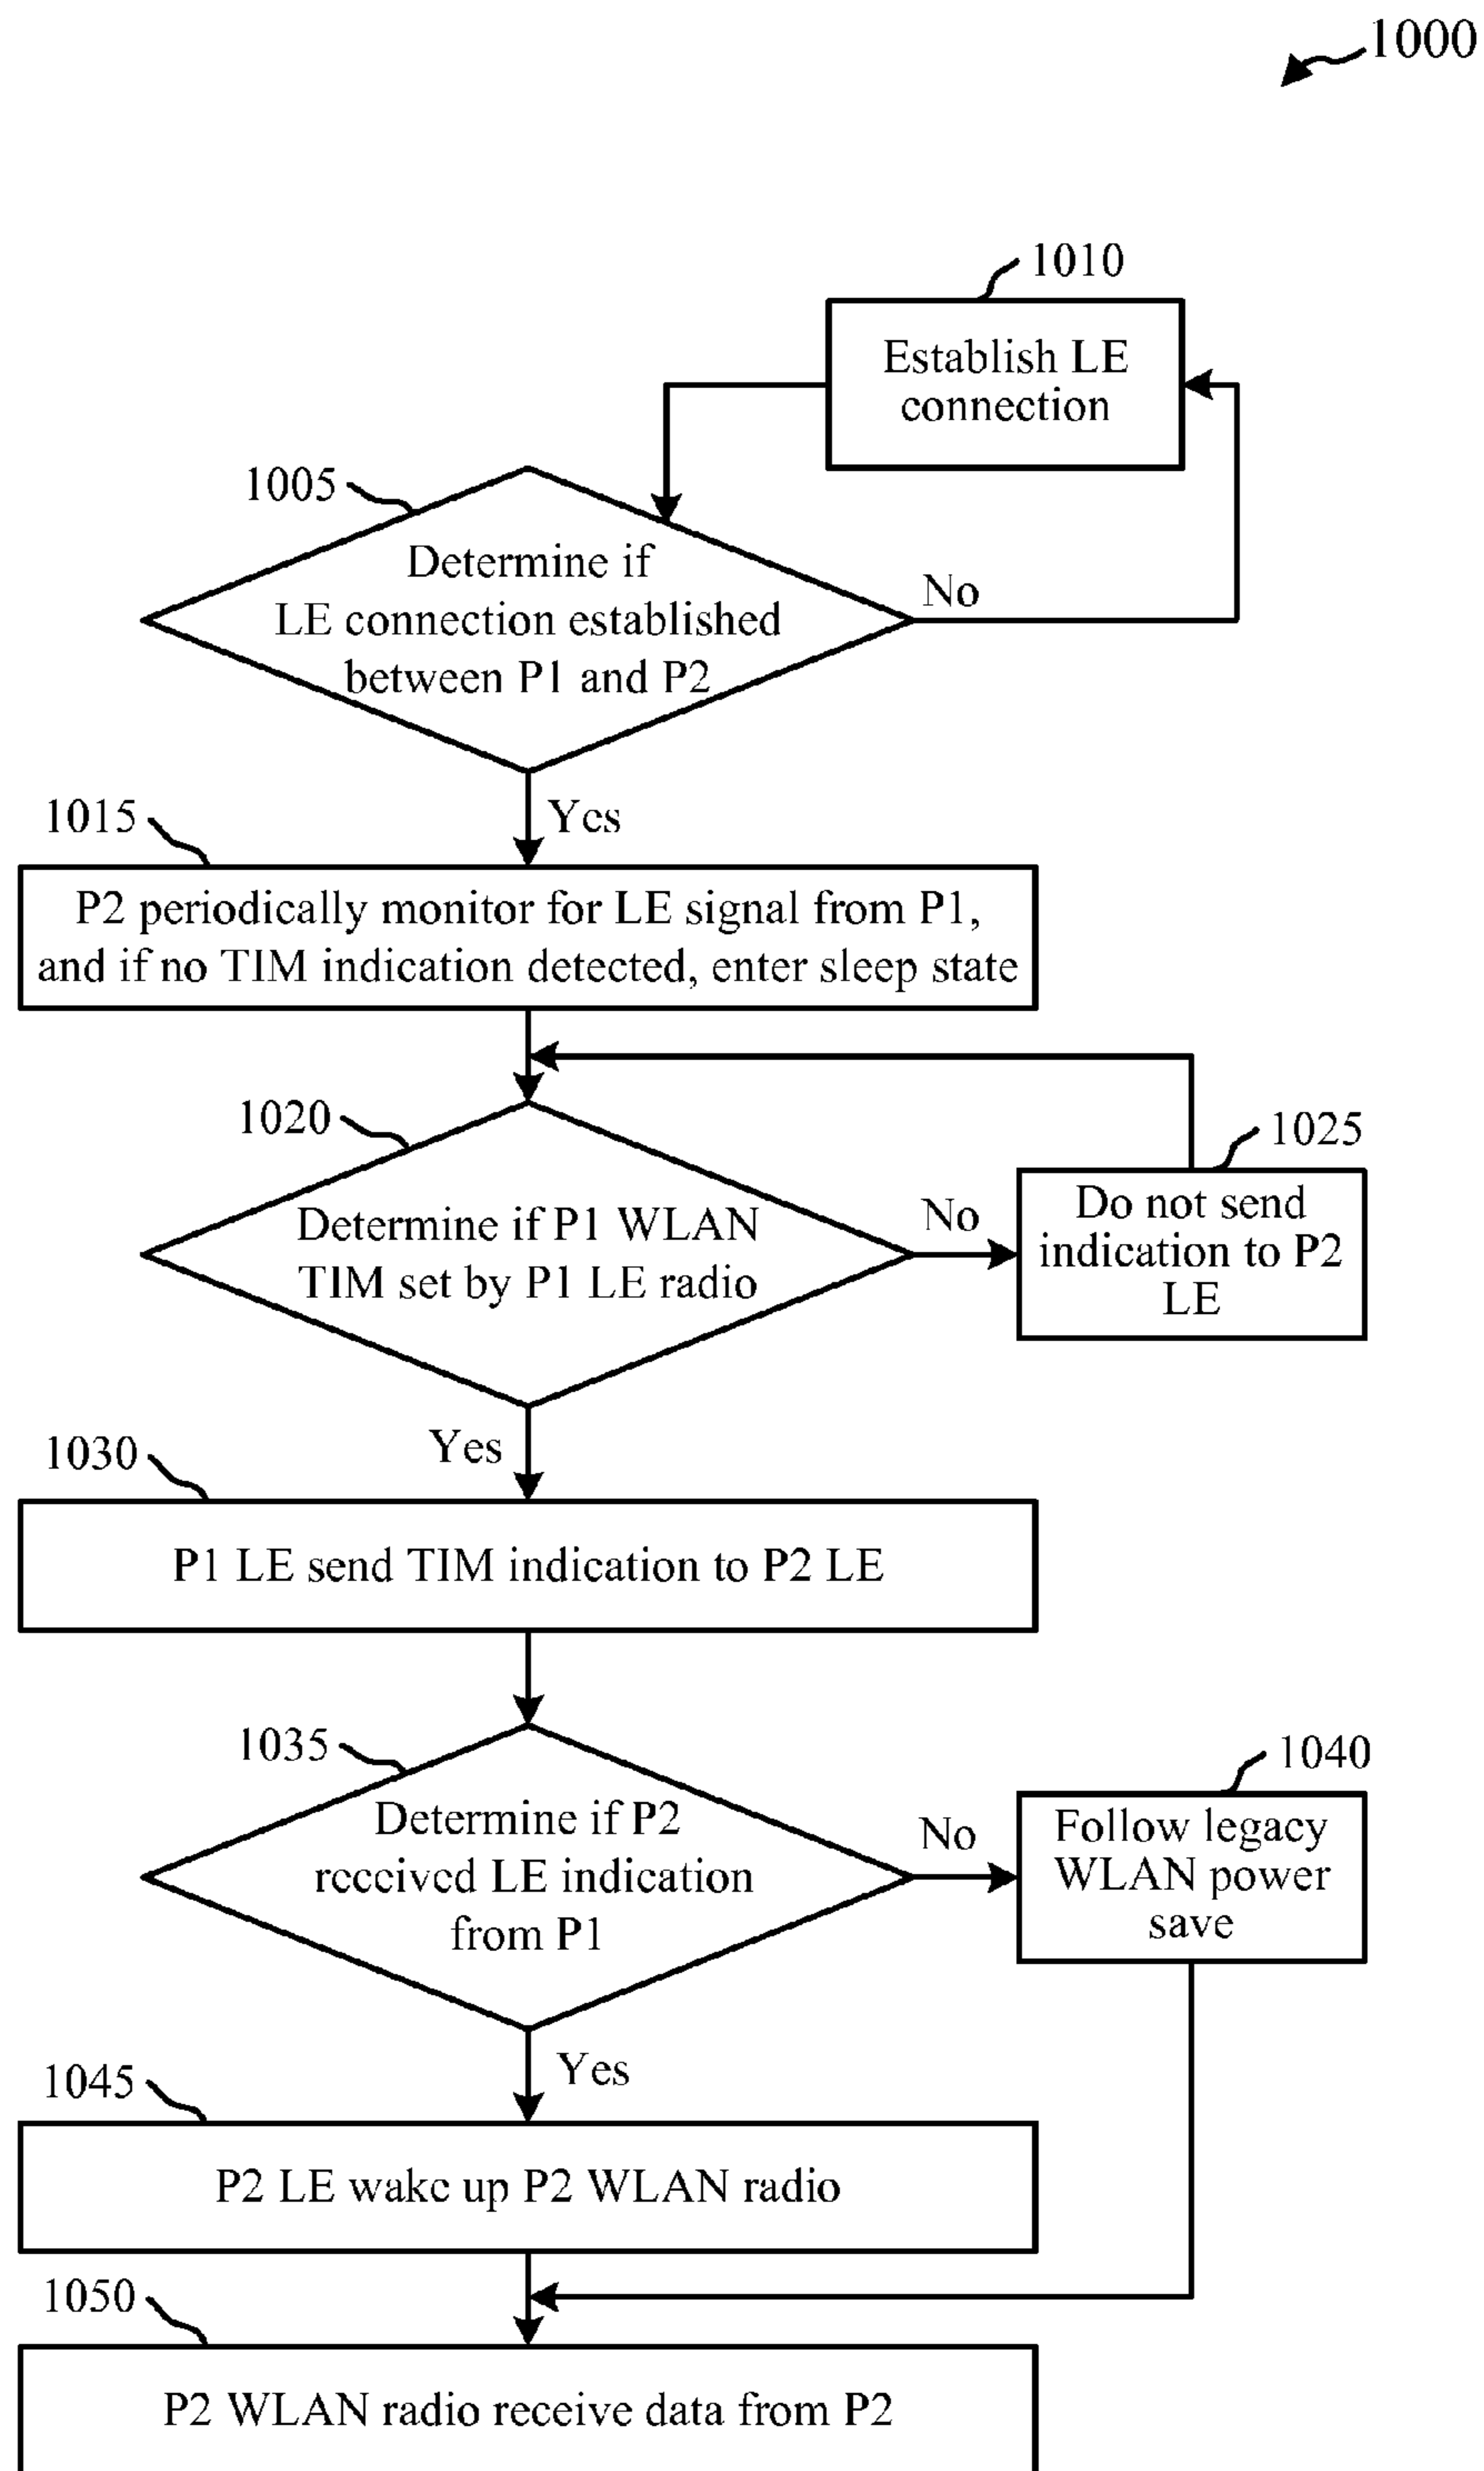 1000
1010
Establish LE
connection
1005
Determine if
LE connection established
between P1 and P2
No
Yes
1015
P2 periodically monitor for LE signal from P1,
and if no TIM indication detected, enter sleep state
1020
Determine if P1 WLAN
TIM set by P1 LE radio
No
1025
Do not send
indication to P2
LE
Yes
1030
P1 LE send TIM indication to P2 LE
1035
Determine if P2
received LE indication
from P1
No
1040
Follow legacy
WLAN power
save
Yes
1045
P2 LE wake up P2 WLAN radio
1050
P2 WLAN radio receive data from P2